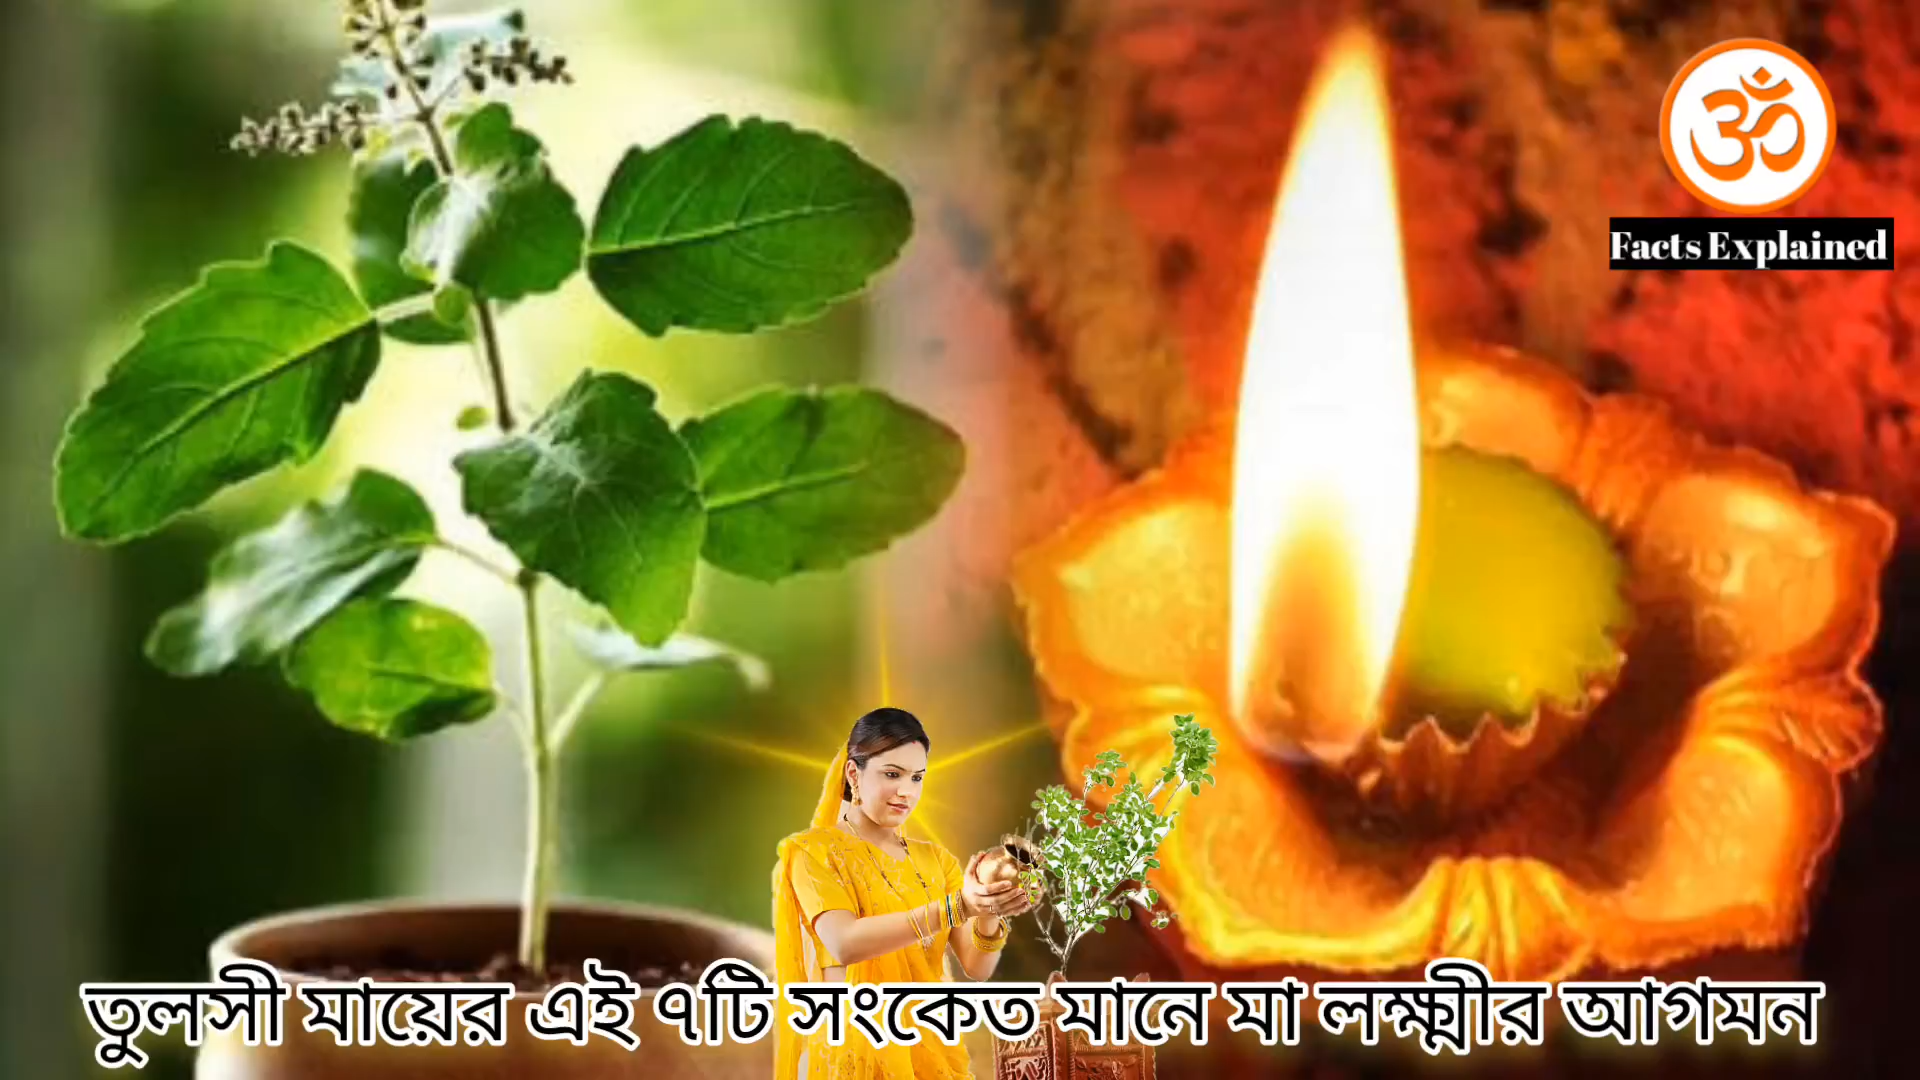 ॐ
Facts Explained
তুলসী মায়ের এই ৭টি সংকেত মানে মা লক্ষ্মীর আগমন